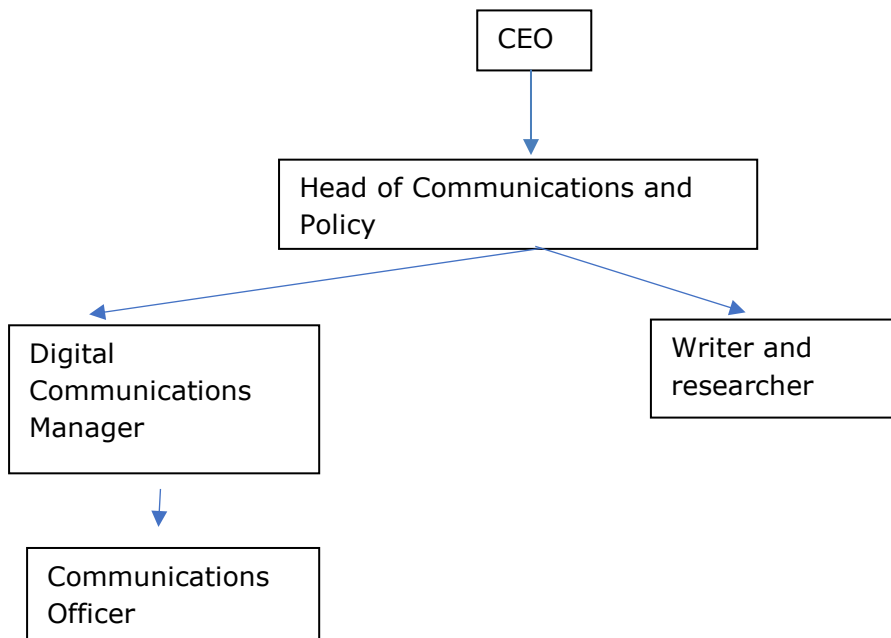 CEO
Head of Communications and
Policy
Digital
Communications
Manager
Writer and
researcher
Communications
Officer